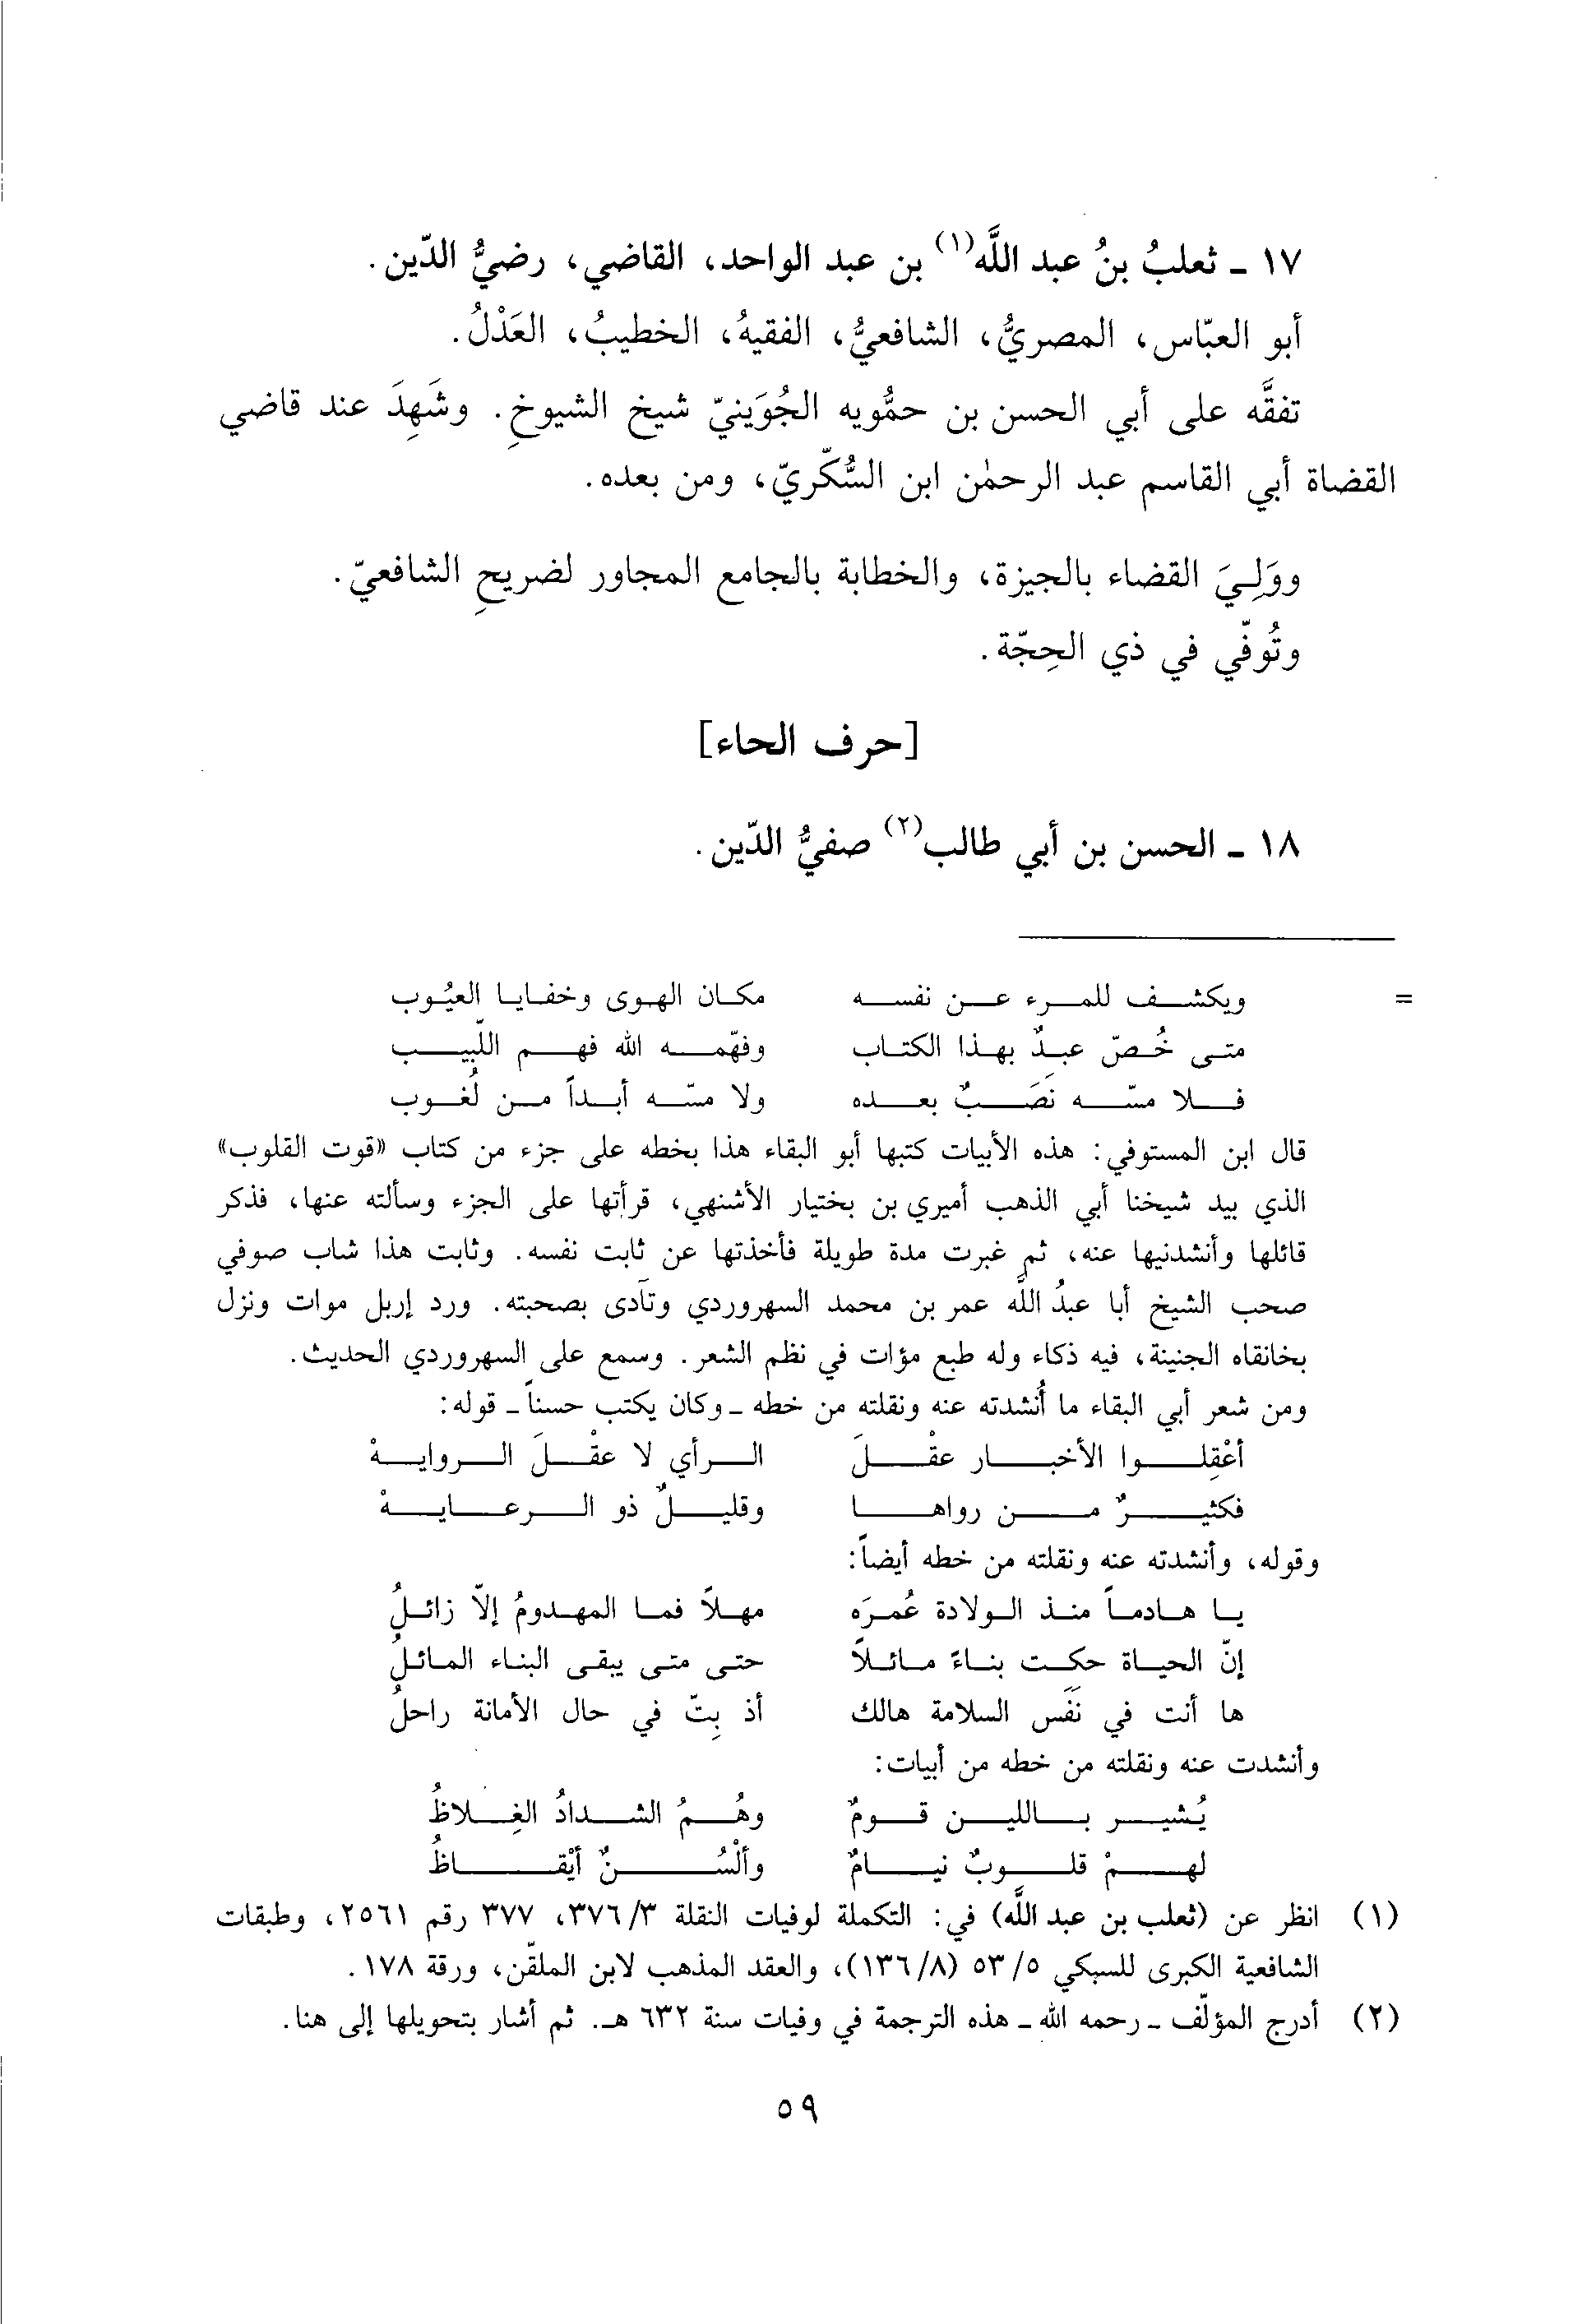 ١٧ ـ ثعلبُ بنُ عبد اللَّه(١) بن عبد الواحد، القاضي، رضيُّ الدّين.
أبو العبّاس، المصريُّ، الشافعيُّ، الفقيهُ، الخطيبُ، العَدْلُ.
تفقَّه على أبي الحسن بن حمُّويه الجُوَينيّ شيخ الشيوخِ. وشَهِدَ عند قاضي
القضاة أبي القاسم عبد الرحمٰن ابن السُّكّريّ، ومن بعده.
ووَلِيَ القضاء بالجيزة، والخطابة بالجامع المجاور لضريحِ الشافعيّ.
وتُوفّي في ذي الحِجّة.
[حرف الحاء]
١٨ ـ الحسن بن أبي طالب(٢) صفيُّ الدّين.
= ويكشف للمرء عن نفسه مكان الهوى وخفايا العيُوب
متى خُصّ عبدٌ بهذا الكتاب وفهّمه الله فهم اللّبيب
فلا مسّه نَصَبٌ بعده ولا مسّه أبداً من لُغوب
قال ابن المستوفي: هذه الأبيات كتبها أبو البقاء هذا بخطه على جزء من كتاب «قوت القلوب»
الذي بيد شيخنا أبي الذهب أميري بن بختيار الأشنهي، قرأتها على الجزء وسألته عنها، فذكر
قائلها وأنشدنيها عنه، ثم غبرت مدة طويلة فأخذتها عن ثابت نفسه. وثابت هذا شاب صوفي
صحب الشيخ أبا عبدُ اللَّه عمر بن محمد السهروردي وتآدى بصحبته. ورد إربل موات ونزل
بخانقاه الجنينة، فيه ذكاء وله طبع مؤات في نظم الشعر. وسمع على السهروردي الحديث.
ومن شعر أبي البقاء ما أُنشدته عنه ونقلته من خطه ـ وكان يكتب حسناً ـ قوله:
أعْقِلوا الأخبار عقْلَ الرأي لا عقْلَ الروايهْ
فكثيرٌ من رواها وقليلٌ ذو الرعايهْ
وقوله، وأنشدته عنه ونقلته من خطه أيضاً:
يا هادماً منذ الولادة عُمرَه مهلاً فما المهدومُ إلاّ زائلُ
إنّ الحياة حكت بناءً مائلاً حتى متى يبقى البناء المائلُ
ها أنت في نَفَس السلامة هالك أذ بِتّ في حال الأمانة راحلُ
وأنشدت عنه ونقلته من خطه من أبيات:
يُشير بالليـن قومٌ وهُمُ الشدادُ الغِلاظُ
لهمْ قلوبٌ نيامٌ وألْسُنٌ أيْقاظُ
(١) انظر عن (ثعلب بن عبد اللَّه) في: التكملة لوفيات النقلة ٣/ ٣٧٦، ٣٧٧ رقم ٢٥٦١، وطبقات
الشافعية الكبرى للسبكي ٥/ ٥٣ (٨/ ١٣٦)، والعقد المذهب لابن الملقّن، ورقة ١٧٨.
(٢) أدرج المؤلّف ـ رحمه الله ـ هذه الترجمة في وفيات سنة ٦٣٢ هـ. ثم أشار بتحويلها إلى هنا.
٥٩